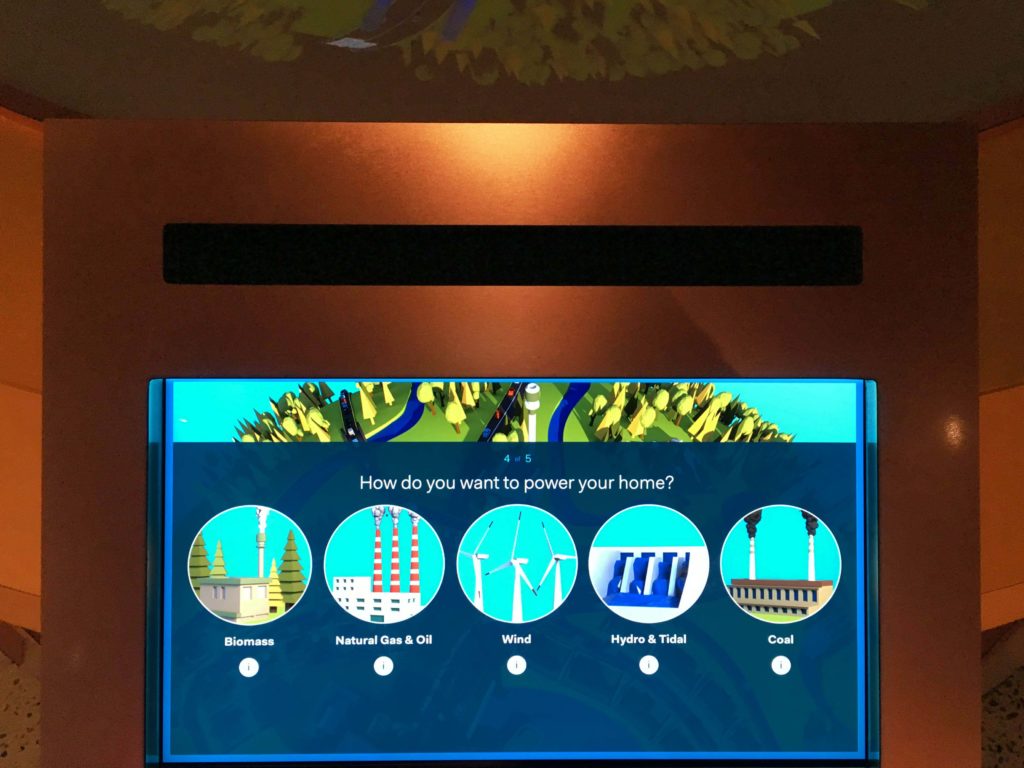 4 of 5
How do you want to power your home?
Biomass
Natural Gas & Oil
Wind
Hydro & Tidal
Coal
i
i
i
i
i